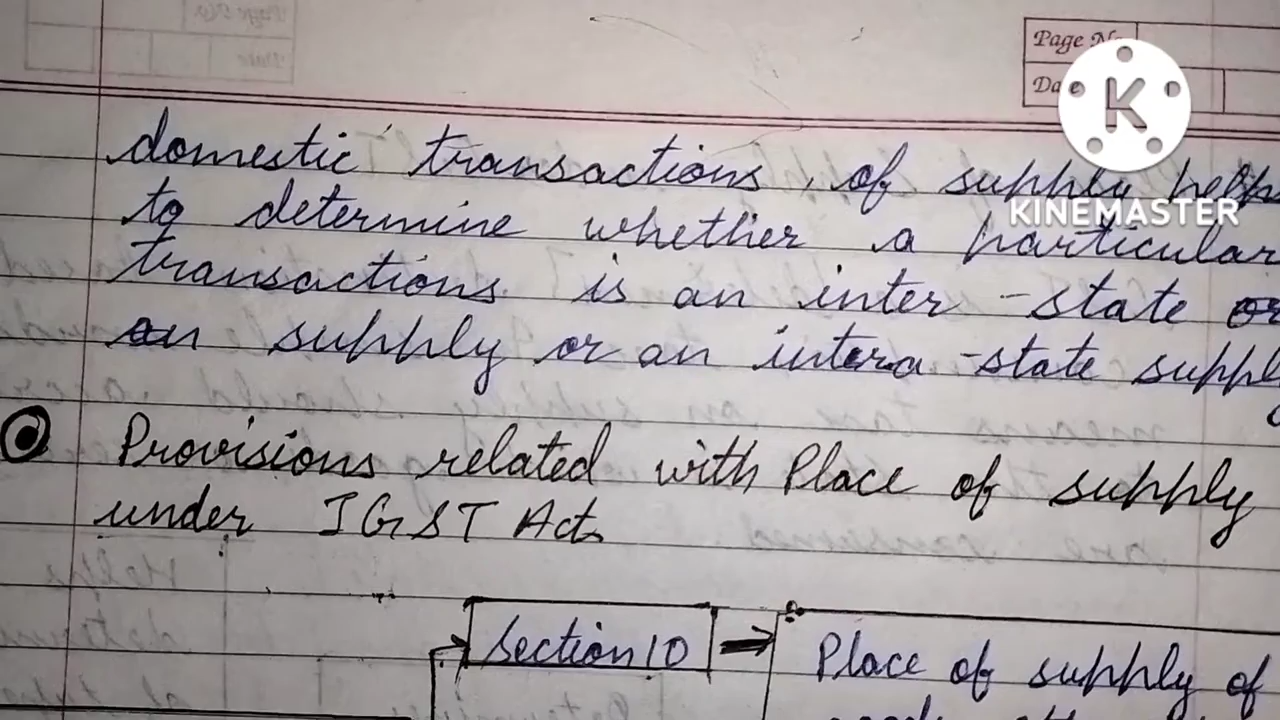 Page No
Date
K
KINEMASTER
domestic transactions, of supply helps
to determine whether a particular
transactions is an inter-state or
an supply or an intera-state supply
Provisions related with Place of supply
under IGST Act
Section 10
Place of supply of